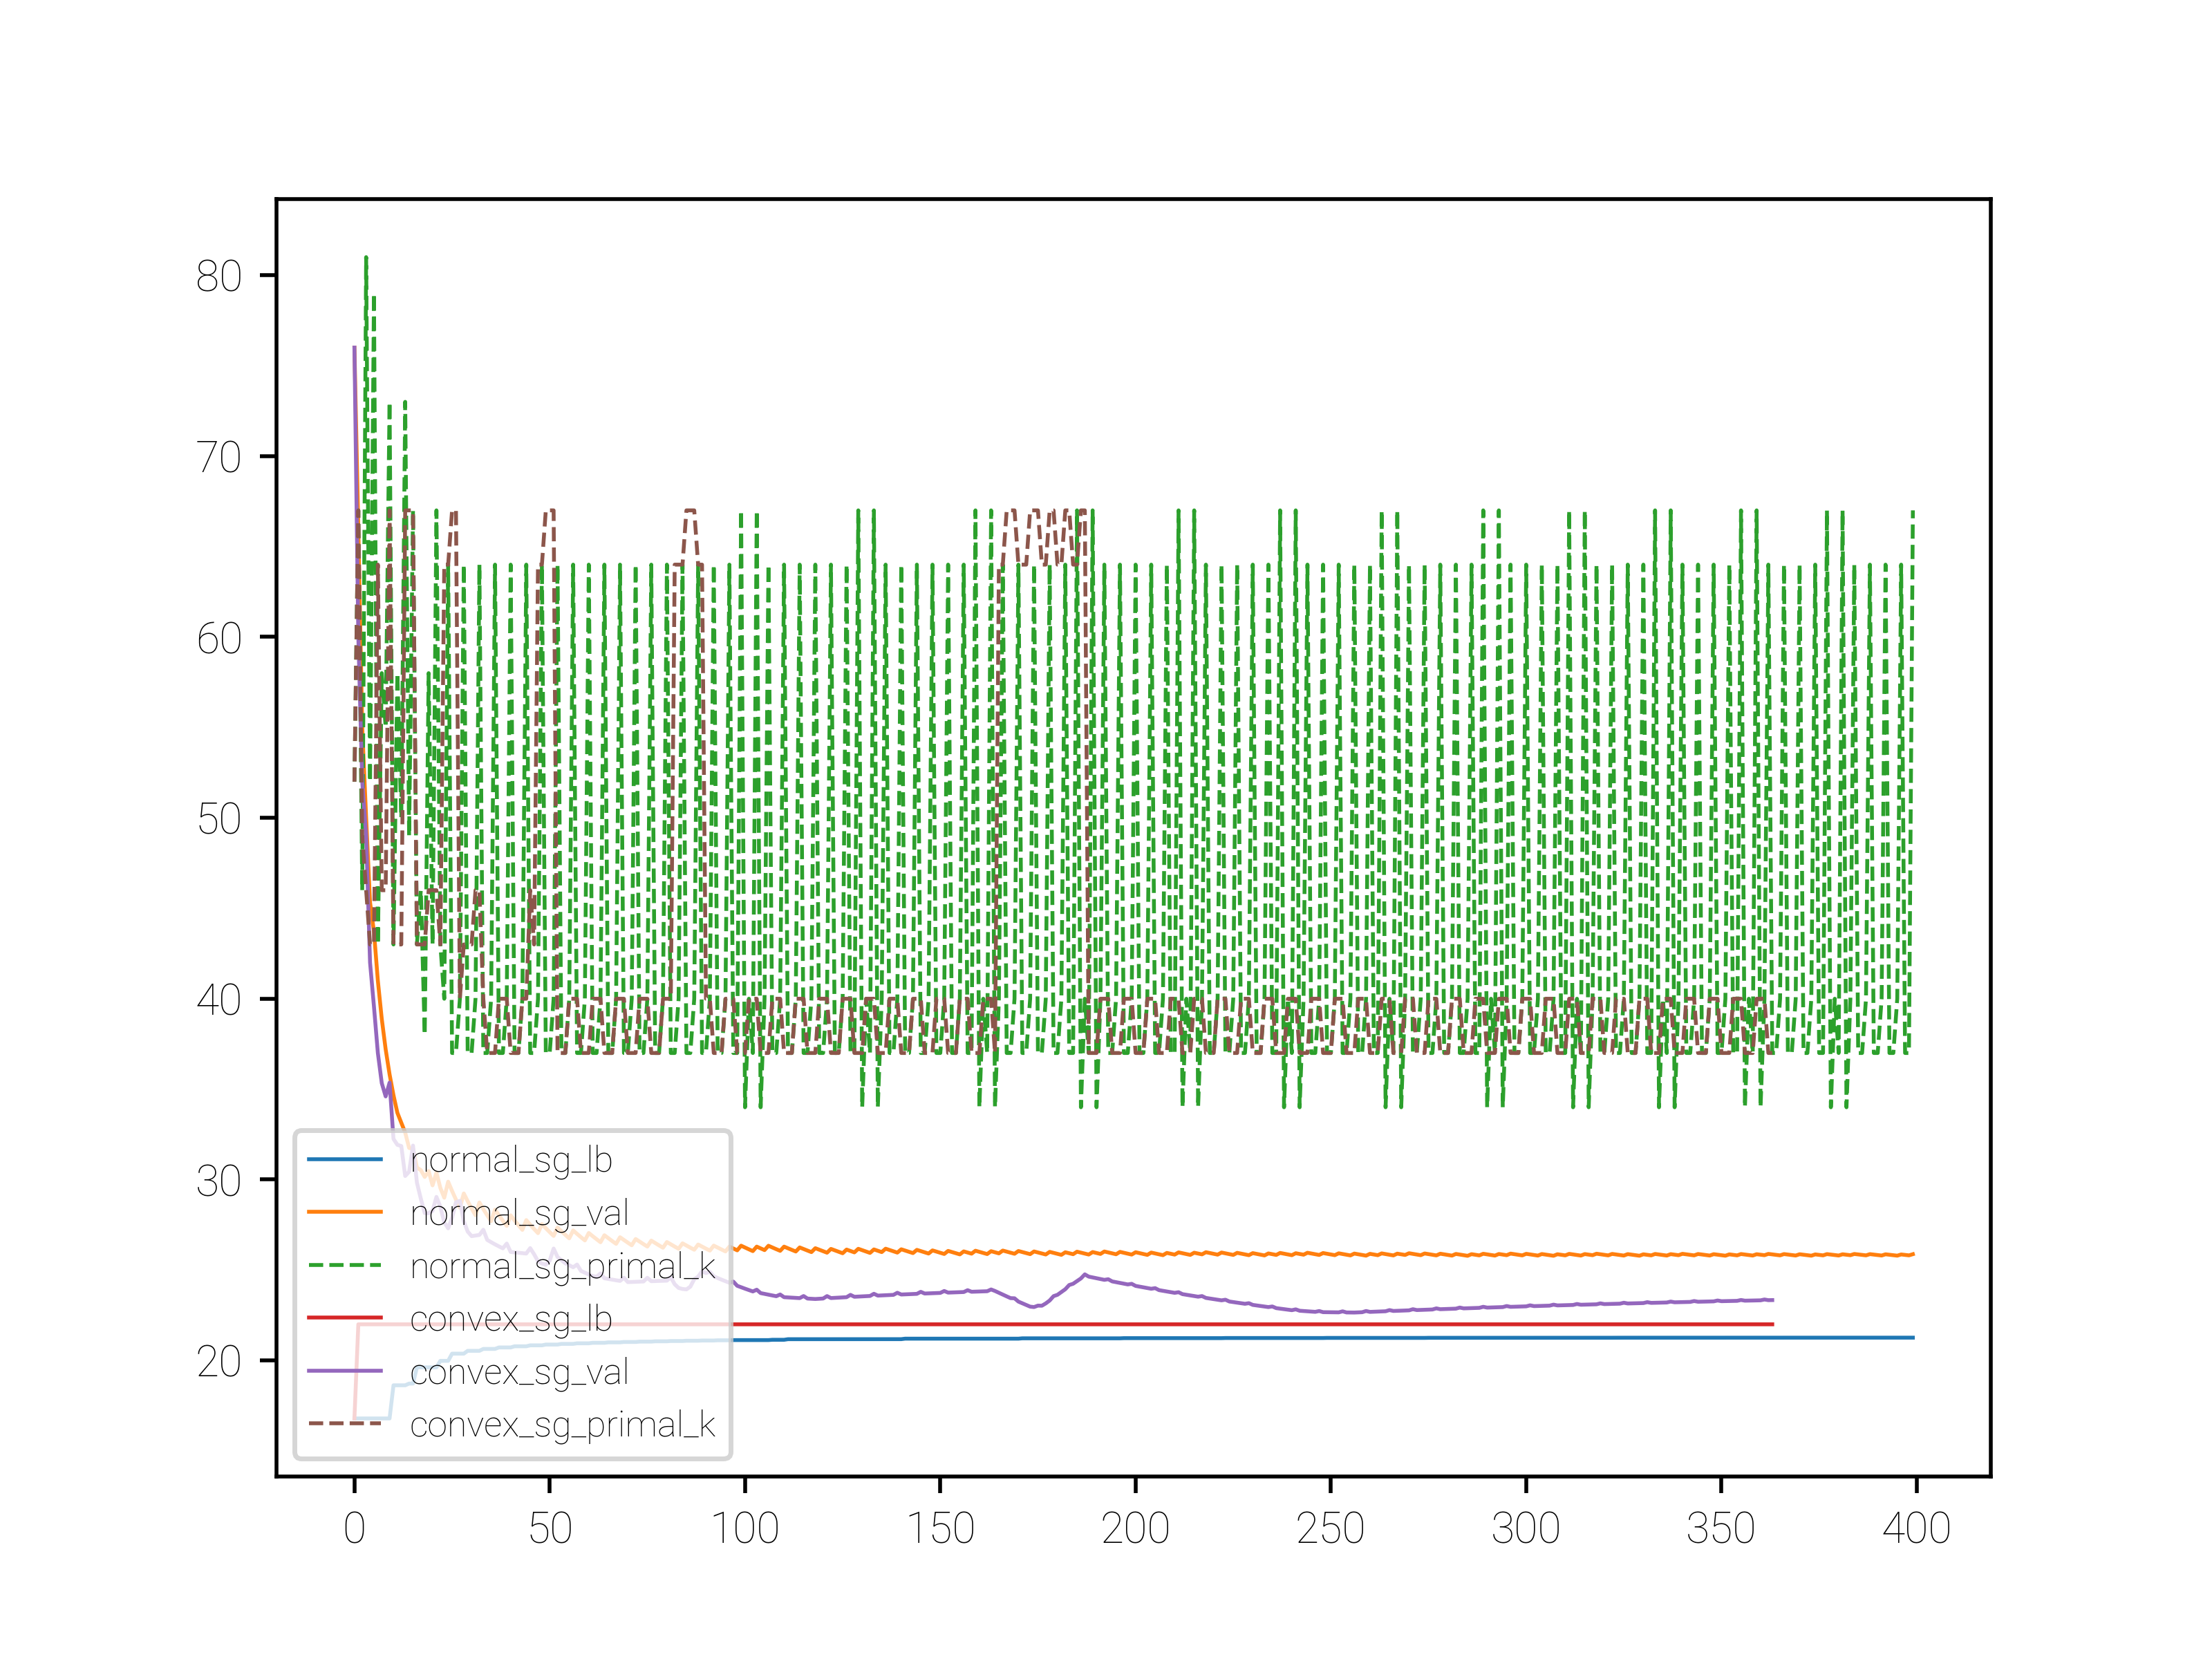 80
70
60
50
40
30
20
normal_sg_lb
normal_sg_val
normal_sg_primal_k
convex_sg_lb
convex_sg_val
convex_sg_primal_k
0 50 100 150 200 250 300 350 400